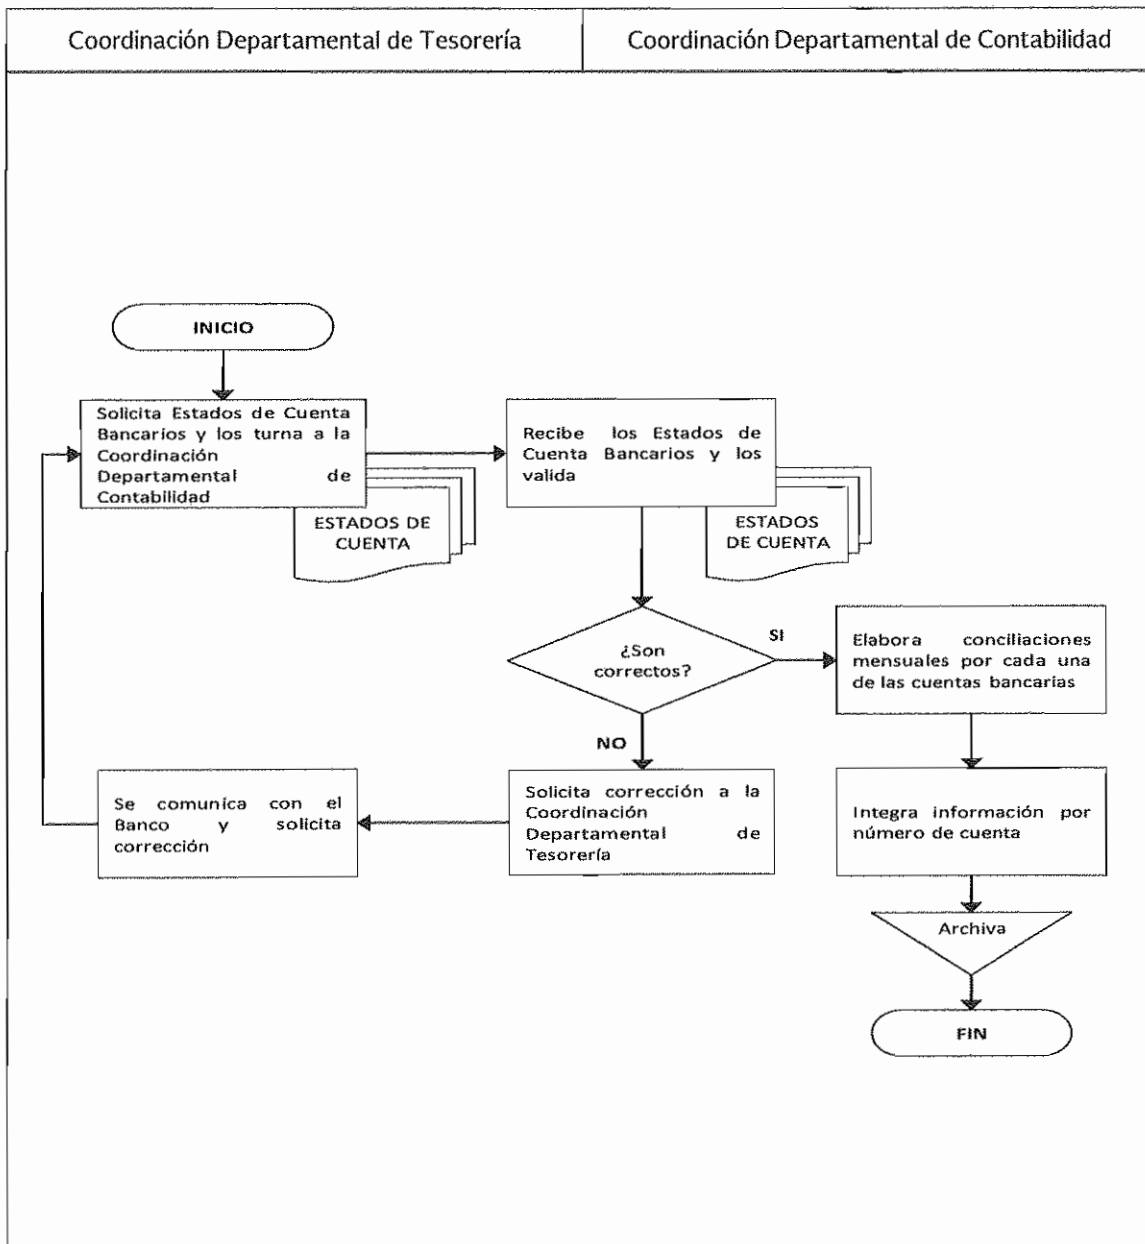 Coordinación Departamental de Tesorería
Coordinación Departamental de Contabilidad
INICIO
Solicita Estados de Cuenta
Bancarios y los turna a la
Coordinación
Departamental de
Contabilidad
ESTADOS DE
CUENTA
Recibe los Estados de
Cuenta Bancarios y los
valida
ESTADOS
DE CUENTA
¿Son
correctos?
SI
Elabora conciliaciones
mensuales por cada una
de las cuentas bancarias
NO
Se comunica con el
Banco y solicita
corrección
Solicita corrección a la
Coordinación
Departamental de
Tesorería
Integra información por
número de cuenta
Archiva
FIN